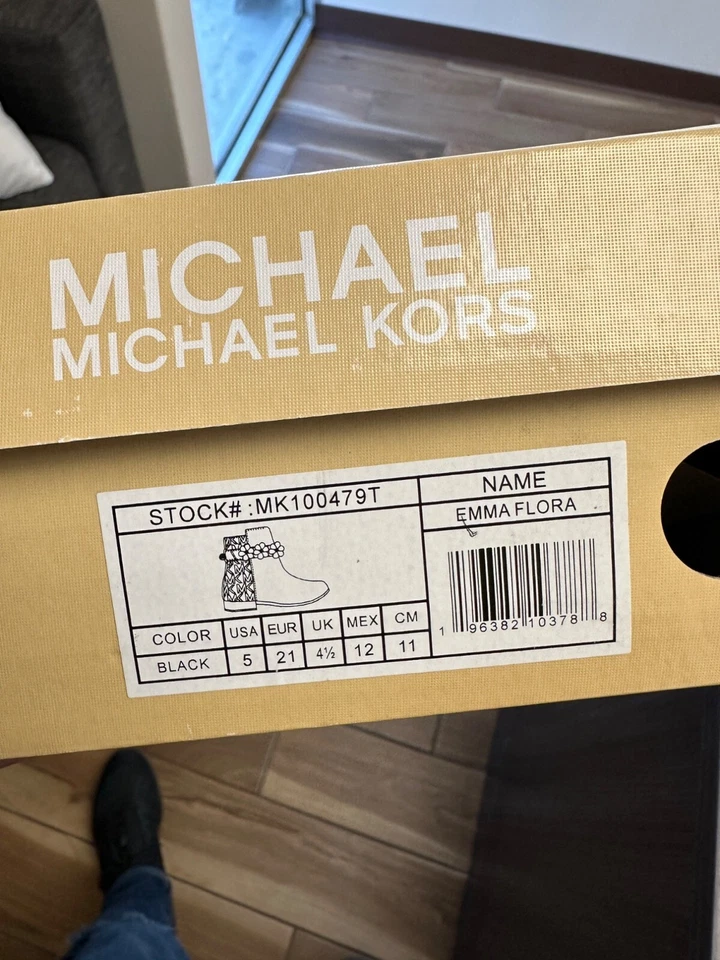 MICHAEL
MICHAEL KORS
STOCK# :MK100479T
NAME
EMMA FLORA
COLOR USA EUR UK MEX CM
BLACK 5 21 4½ 12 11
1 96382 10378 8